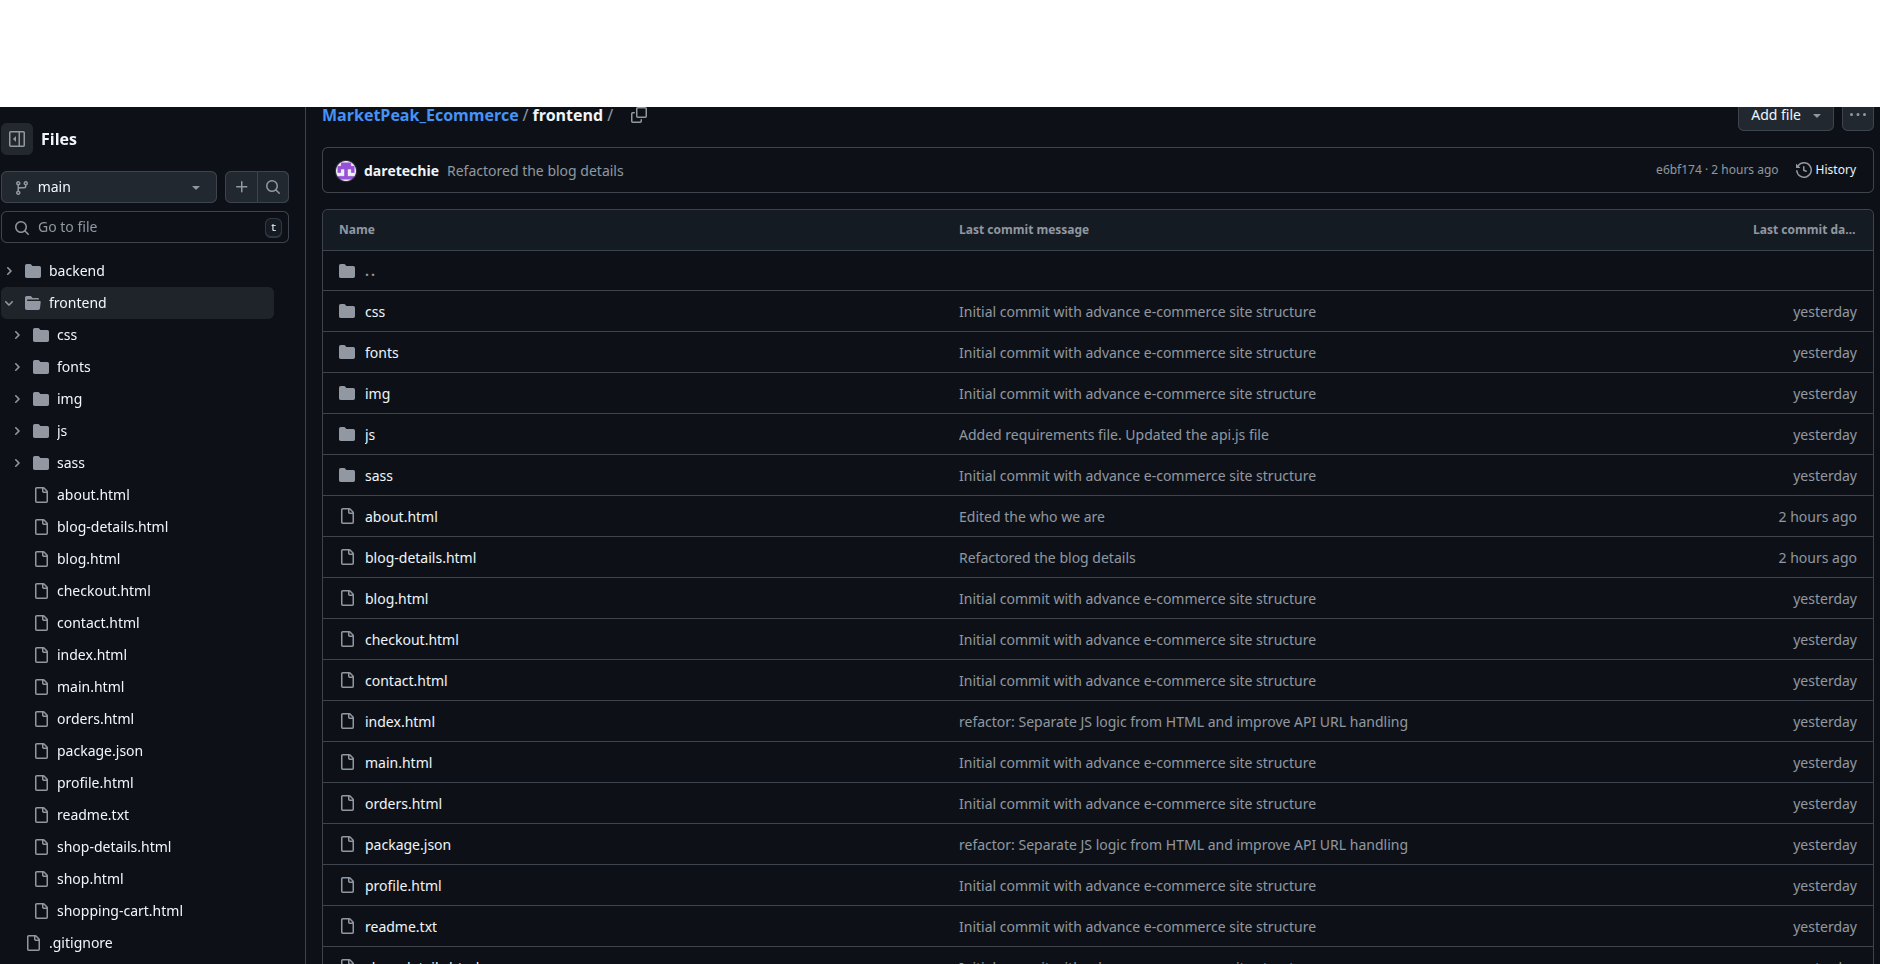 MarketPeak_Ecommerce / frontend /
Add file
Files
daretechie Refactored the blog details
e6bf174 · 2 hours ago
History
main
Go to file
t
backend
frontend
css
fonts
img
js
sass
about.html
blog-details.html
blog.html
checkout.html
contact.html
index.html
main.html
orders.html
package.json
profile.html
readme.txt
shop-details.html
shop.html
shopping-cart.html
.gitignore
Name Last commit message Last commit da...
..
css Initial commit with advance e-commerce site structure yesterday
fonts Initial commit with advance e-commerce site structure yesterday
img Initial commit with advance e-commerce site structure yesterday
js Added requirements file. Updated the api.js file yesterday
sass Initial commit with advance e-commerce site structure yesterday
about.html Edited the who we are 2 hours ago
blog-details.html Refactored the blog details 2 hours ago
blog.html Initial commit with advance e-commerce site structure yesterday
checkout.html Initial commit with advance e-commerce site structure yesterday
contact.html Initial commit with advance e-commerce site structure yesterday
index.html refactor: Separate JS logic from HTML and improve API URL handling yesterday
main.html Initial commit with advance e-commerce site structure yesterday
orders.html Initial commit with advance e-commerce site structure yesterday
package.json refactor: Separate JS logic from HTML and improve API URL handling yesterday
profile.html Initial commit with advance e-commerce site structure yesterday
readme.txt Initial commit with advance e-commerce site structure yesterday